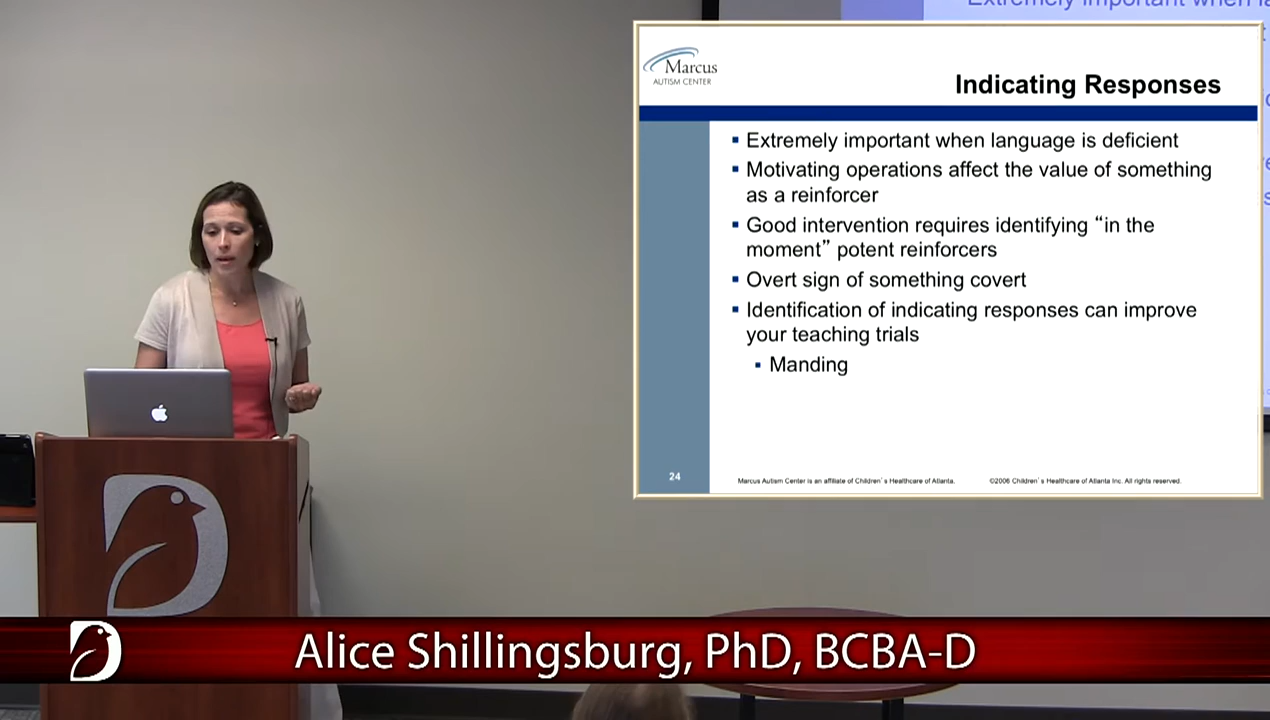 Extremely important when
Marcus
AUTISM CENTER
Indicating Responses
▪ Extremely important when language is deficient
▪ Motivating operations affect the value of something
as a reinforcer
▪ Good intervention requires identifying “in the
moment” potent reinforcers
▪ Overt sign of something covert
▪ Identification of indicating responses can improve
your teaching trials
▪ Manding
24
Marcus Autism Center is an affiliate of Children’s Healthcare of Atlanta.
©2006 Children’s Healthcare of Atlanta Inc. All rights reserved.
Alice Shillingsburg, PhD, BCBA-D